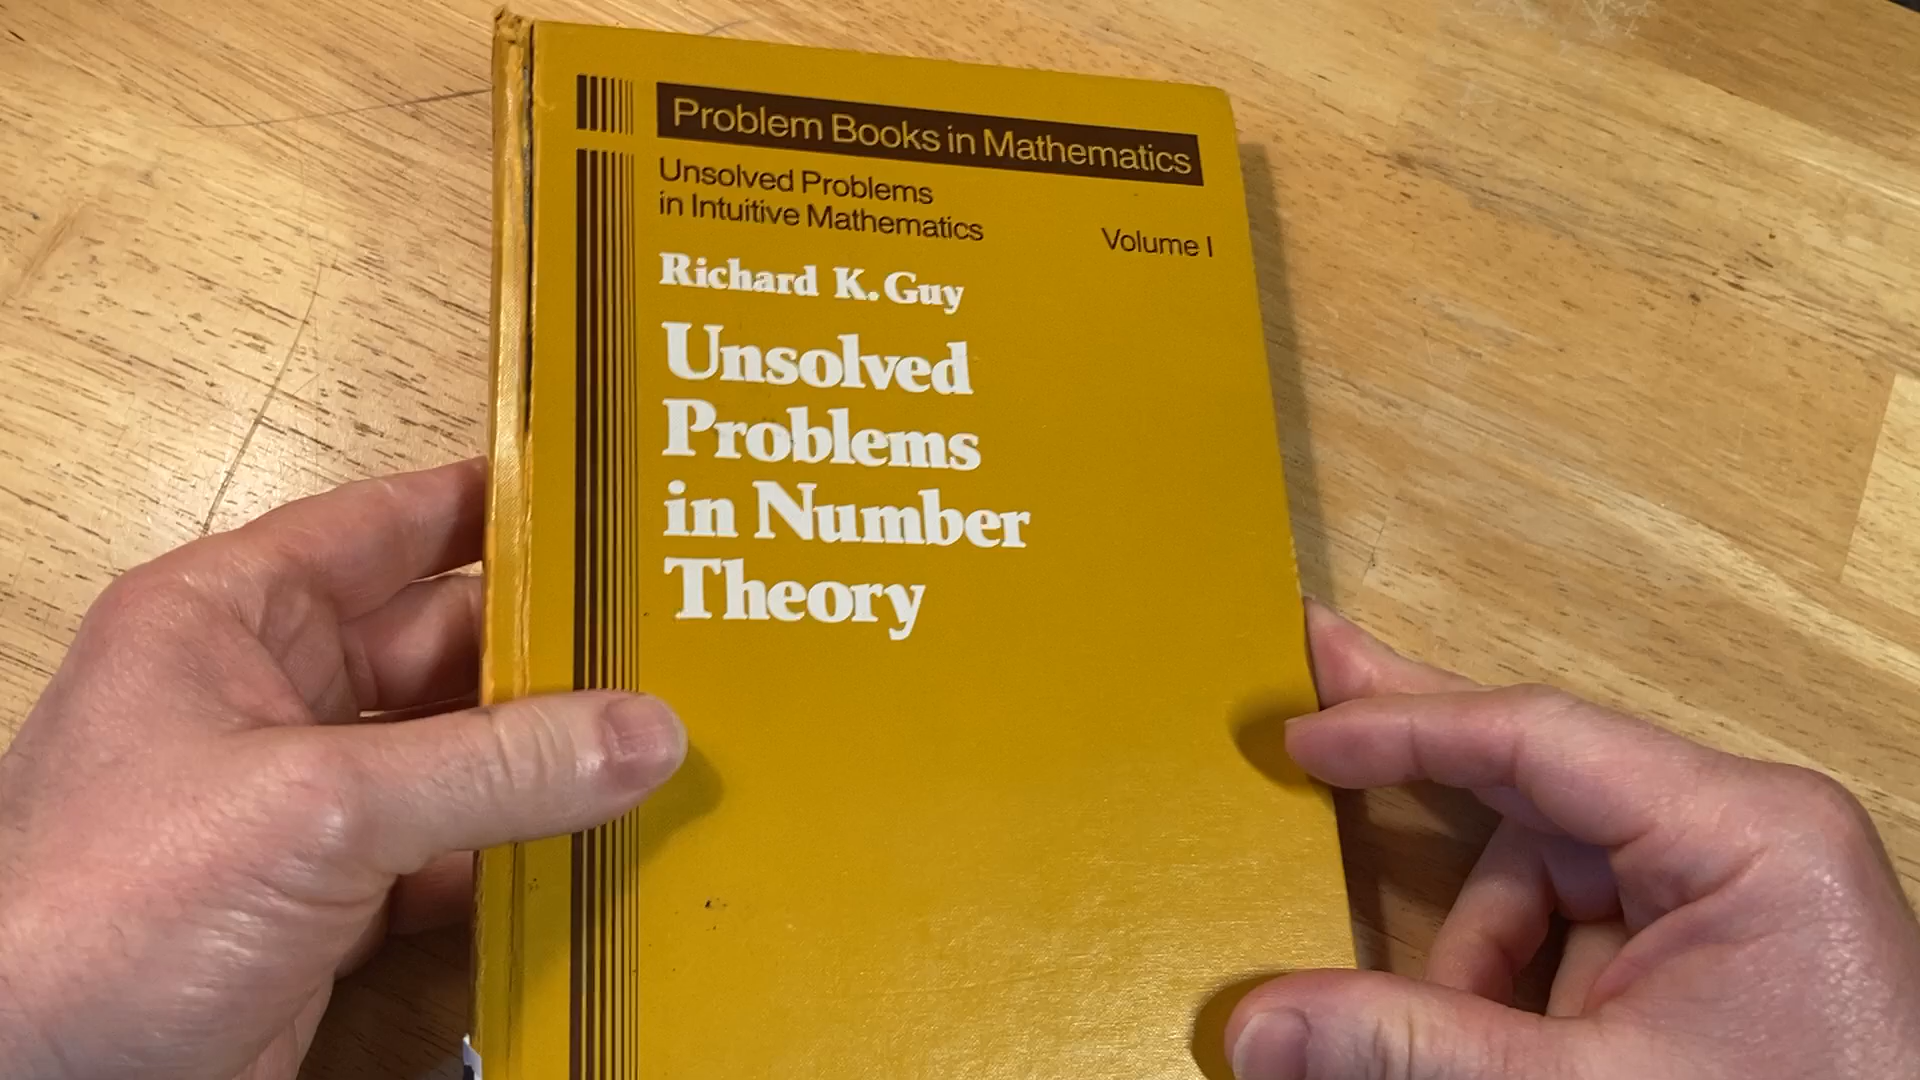 Problem Books in Mathematics
Unsolved Problems
in Intuitive Mathematics
Volume I
Richard K. Guy
Unsolved
Problems
in Number
Theory